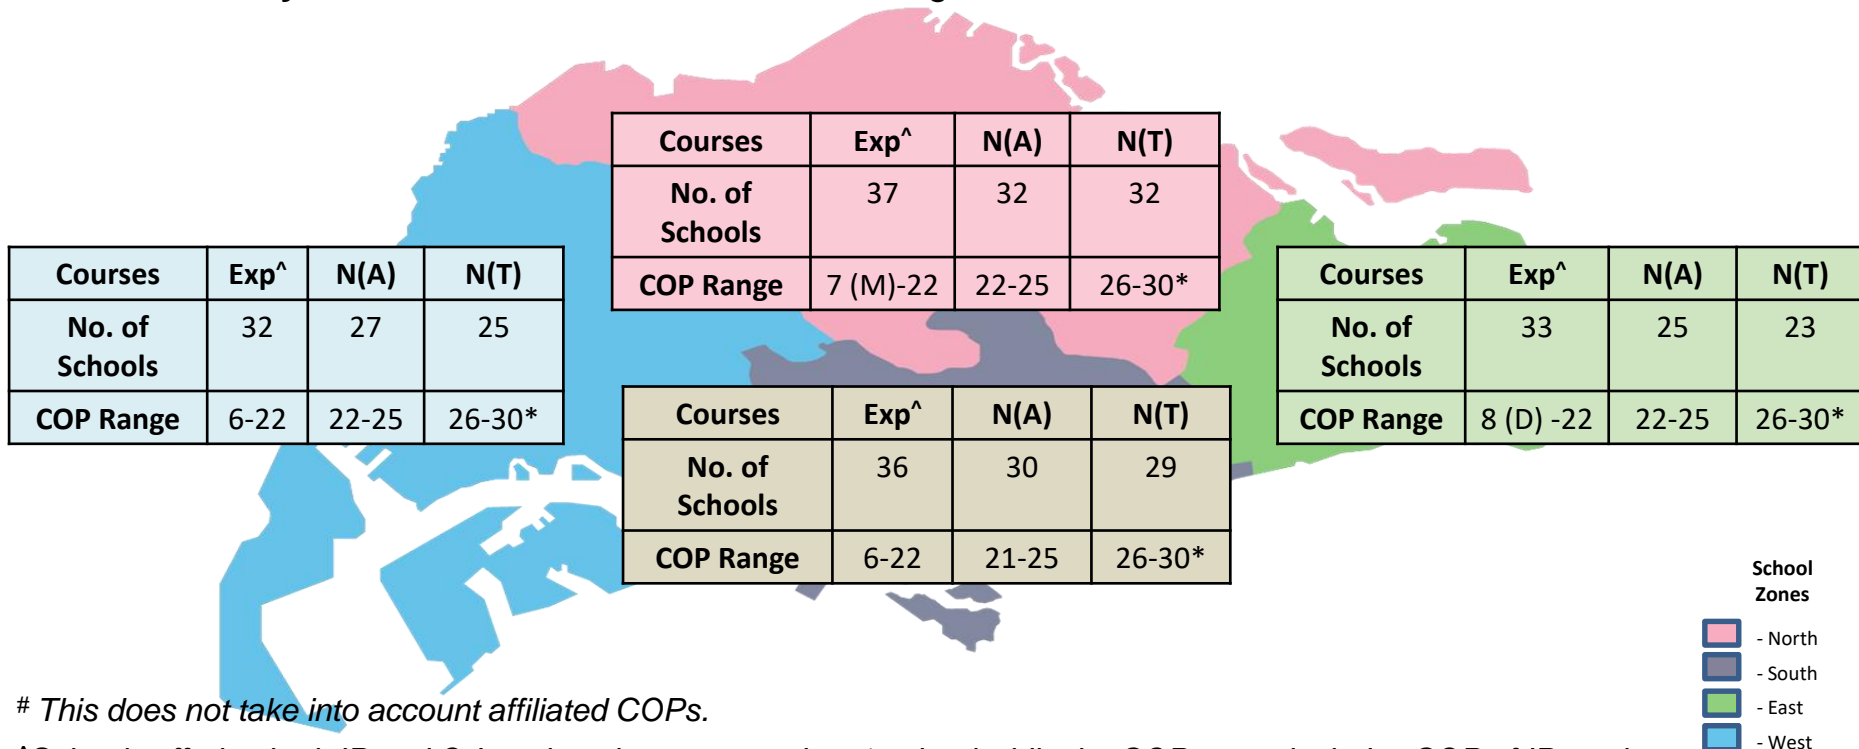 Courses Exp^ N(A) N(T)
No. of Schools 37 32 32
COP Range 7 (M)-22 22-25 26-30*
Courses Exp^ N(A) N(T)
No. of Schools 32 27 25
COP Range 6-22 22-25 26-30*
Courses Exp^ N(A) N(T)
No. of Schools 33 25 23
COP Range 8 (D) -22 22-25 26-30*
Courses Exp^ N(A) N(T)
No. of Schools 36 30 29
COP Range 6-22 21-25 26-30*
School
Zones
- North
- South
- East
- West
# This does not take into account affiliated COPs.